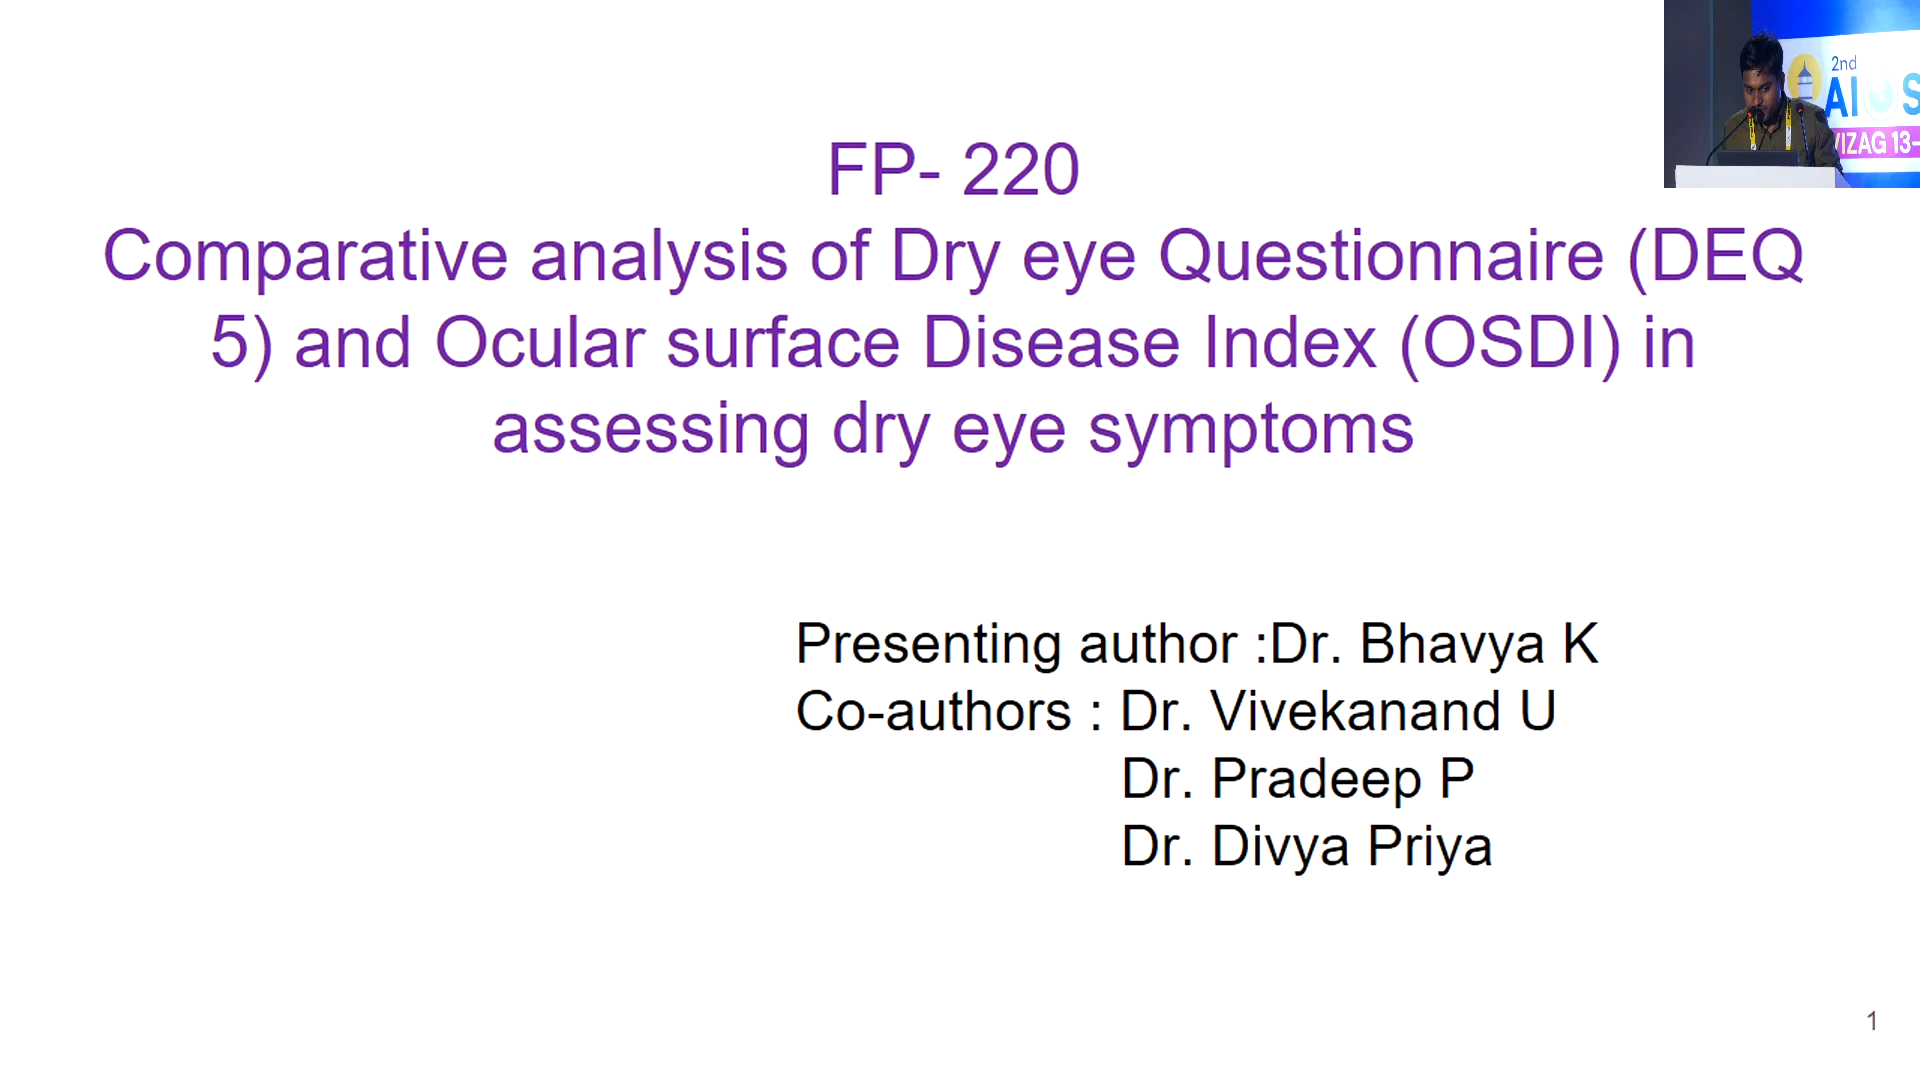 FP- 220
Comparative analysis of Dry eye Questionnaire (DEQ
5) and Ocular surface Disease Index (OSDI) in
assessing dry eye symptoms
Presenting author :Dr. Bhavya K
Co-authors : Dr. Vivekanand U
Dr. Pradeep P
Dr. Divya Priya
1
2nd
AI S
VIZAG 13-